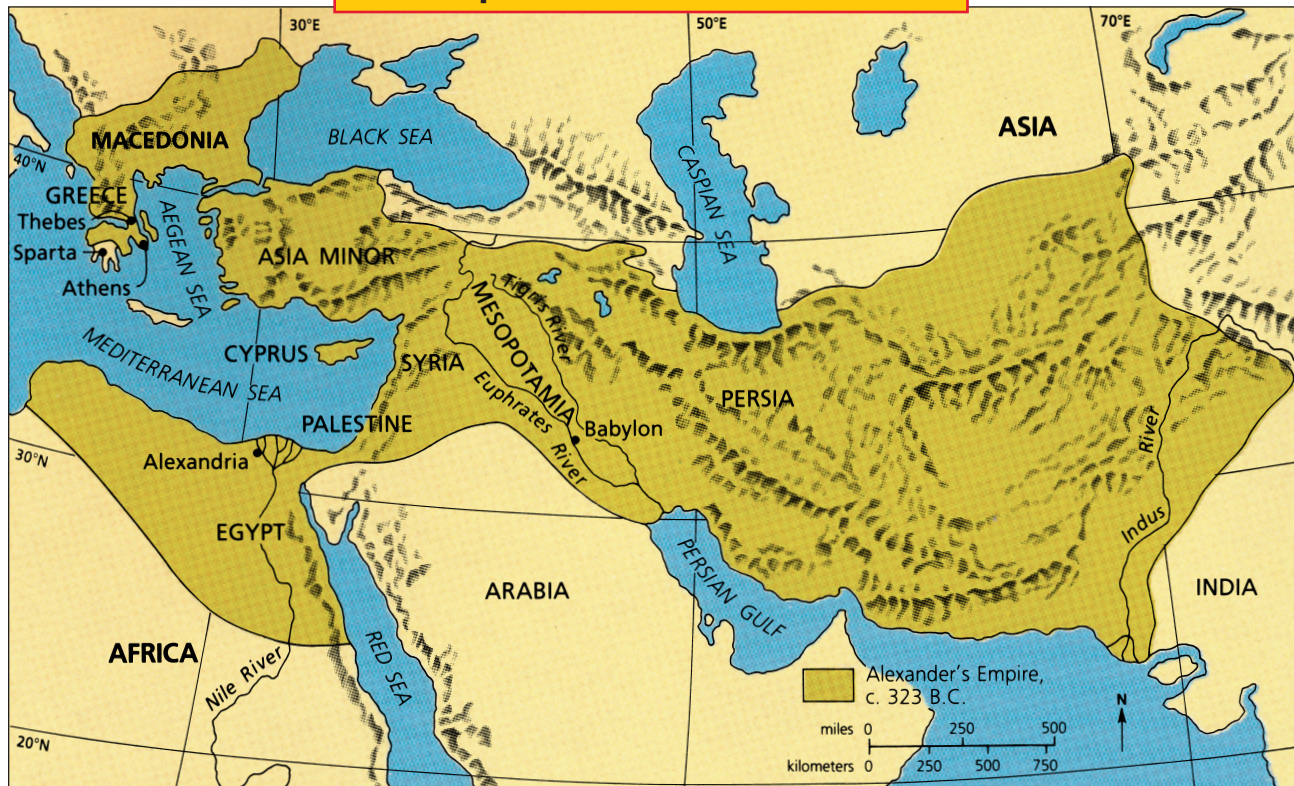 30°E
50°E
70°E
MACEDONIA
BLACK SEA
ASIA
40°N
CASPIAN SEA
GREECE
Thebes
AEGEAN SEA
Sparta
ASIA MINOR
Athens
Tigris River
MESOPOTAMIA
MEDITERRANEAN SEA
CYPRUS
SYRIA
PERSIA
Euphrates River
PALESTINE
Babylon
Indus River
30°N
Alexandria
EGYPT
PERSIAN GULF
ARABIA
INDIA
AFRICA
RED SEA
Nile River
Alexander's Empire,
c. 323 B.C.
N
miles 0 250 500
kilometers 0 250 500 750
20°N